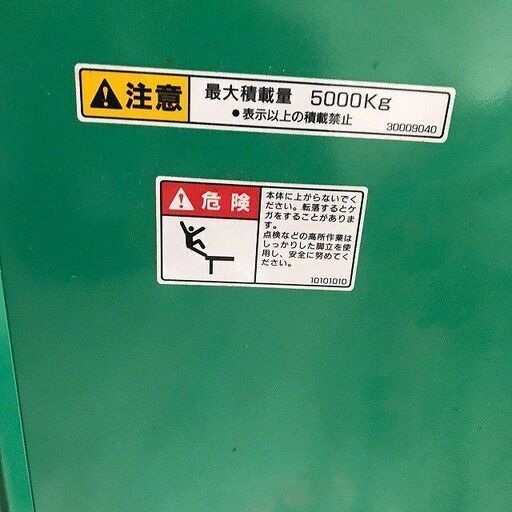 注意
最大積載量 5000Kg
●表示以上の積載禁止
30009040
危険
本体に上がらないでく
ださい。転落するとケ
ガをすることがありま
す。
点検などの高所作業は
しっかりした脚立を使
用し、安全に努めてく
ださい。
10101010